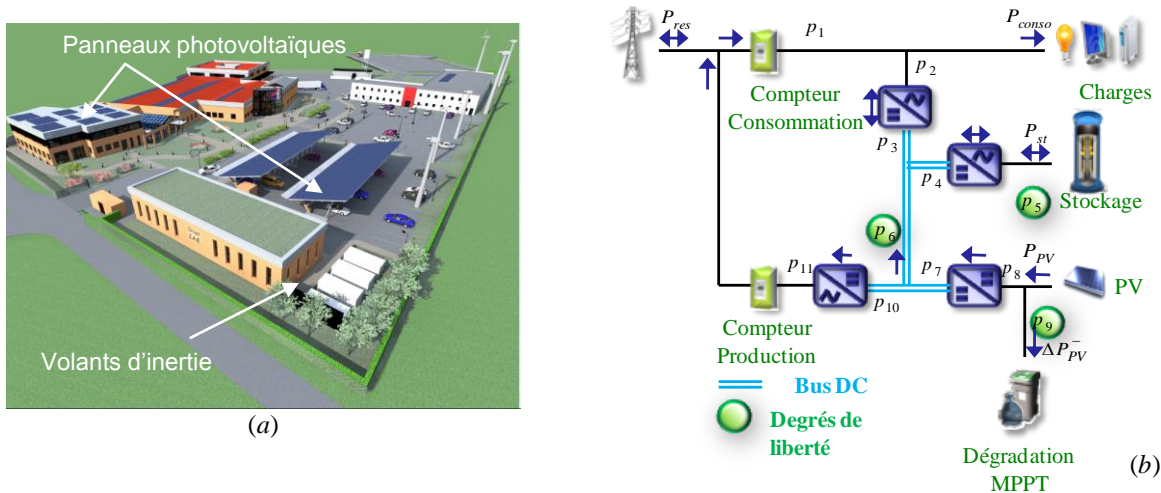 Panneaux photovoltaïques
Volants d'inertie
(a)
P_res
p_1
P_conso
p_2
Compteur
Consommation
Charges
p_3
P_st
p_4
p_5
Stockage
p_6
p_11
p_7
P_PV
p_8
PV
p_10
p_9
Compteur
Production
ΔP_PV^-
Bus DC
Degrés de
liberté
Dégradation
MPPT
(b)